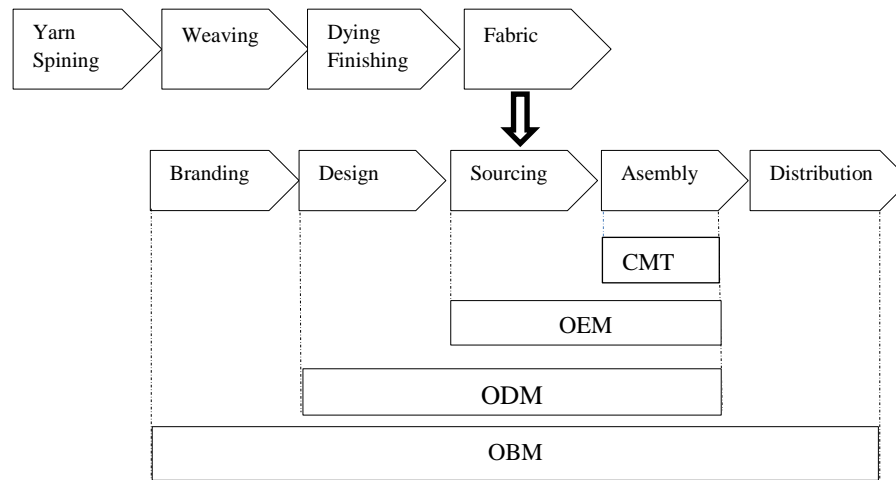 Yarn
Spining
Weaving
Dying
Finishing
Fabric
Branding
Design
Sourcing
Asembly
Distribution
CMT
OEM
ODM
OBM